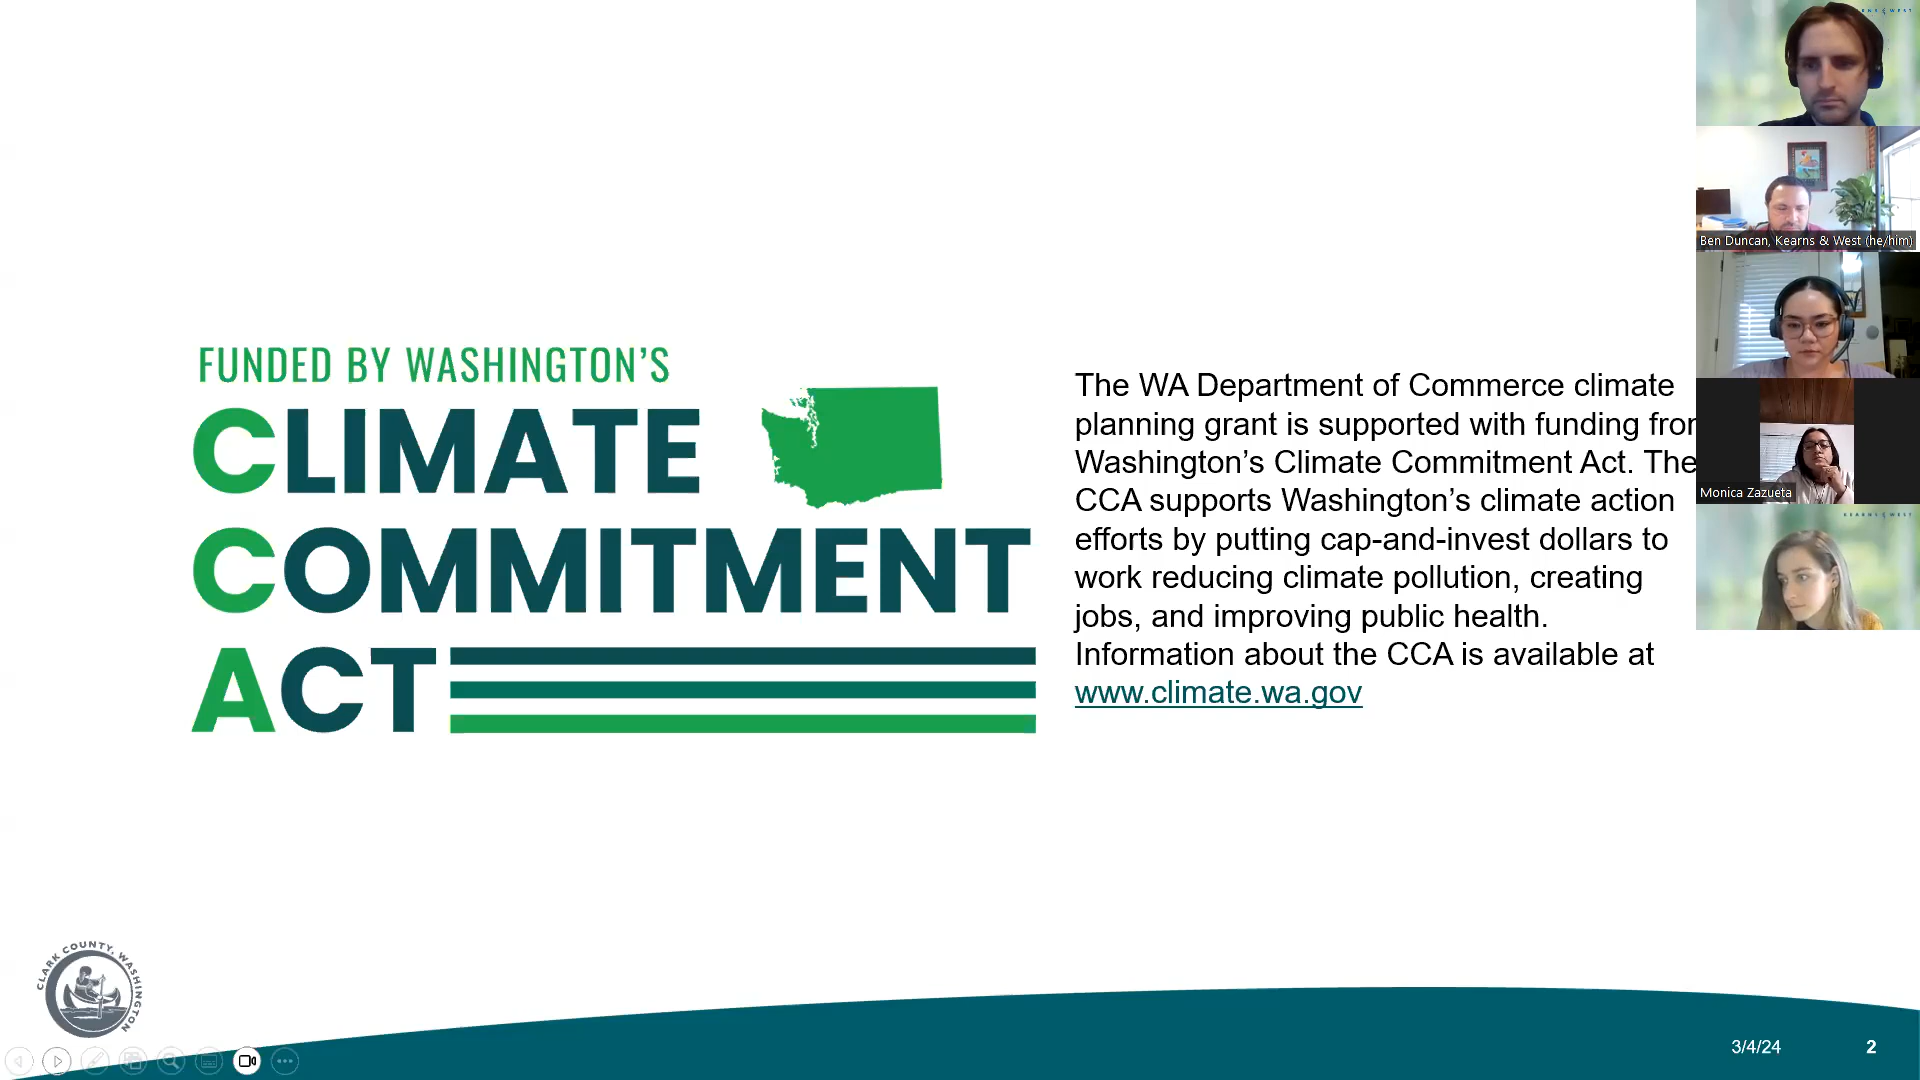 FUNDED BY WASHINGTON'S
CLIMATE
COMMITMENT
ACT
The WA Department of Commerce climate
planning grant is supported with funding fro
Washington's Climate Commitment Act. The
CCA supports Washington's climate action
efforts by putting cap-and-invest dollars to
work reducing climate pollution, creating
jobs, and improving public health.
Information about the CCA is available at
www.climate.wa.gov
Ben Duncan, Kearns & West (he/him)
Monica Zazueta
KEARNS & WEST
CLARK COUNTY, WASHINGTON
3/4/24
2